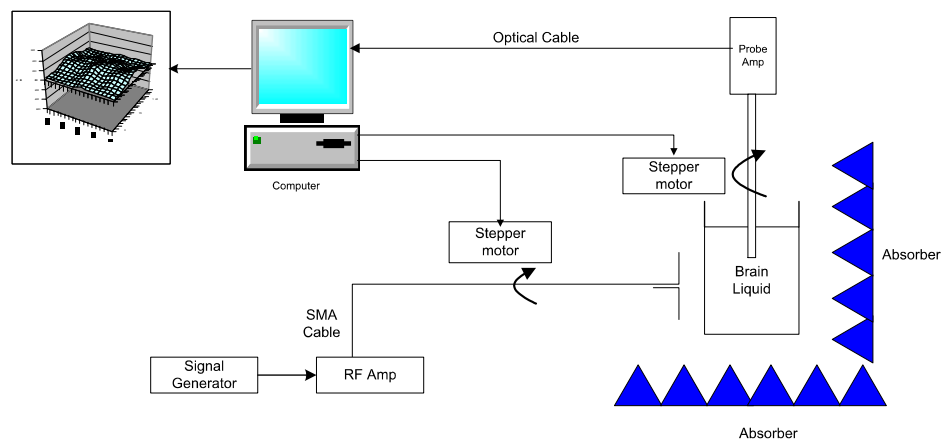 Optical Cable
Probe
Amp
Computer
Stepper
motor
Stepper
motor
Brain
Liquid
Absorber
SMA
Cable
Signal
Generator
RF Amp
Absorber